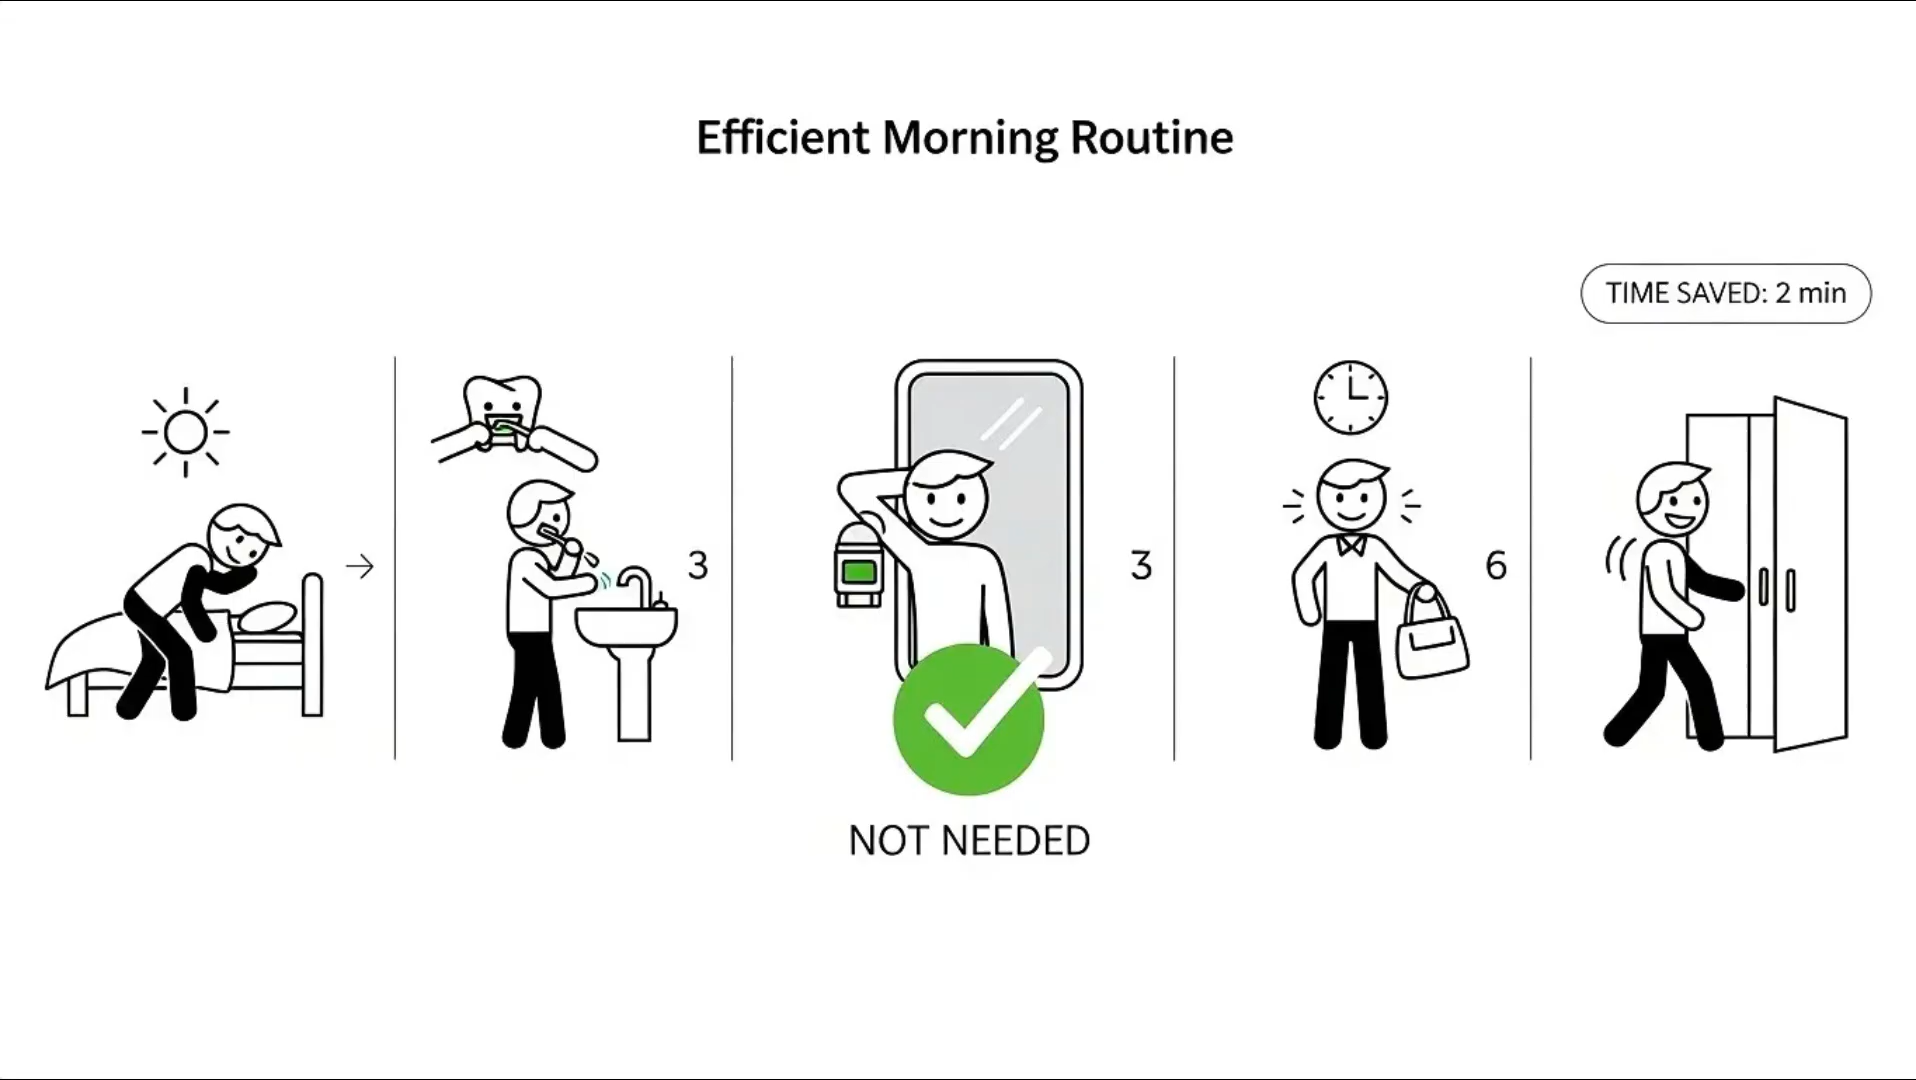 Efficient Morning Routine
TIME SAVED: 2 min
3
3
6
NOT NEEDED